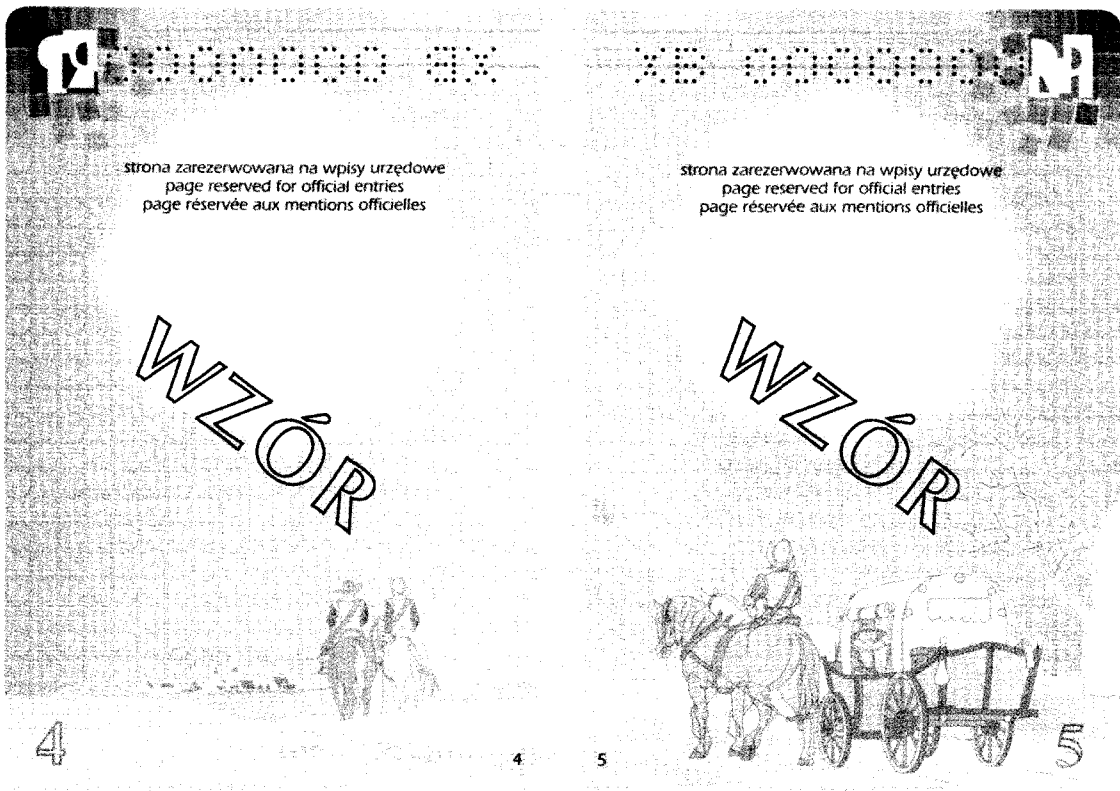 strona zarezerwowana na wpisy urzędowe
page reserved for official entries
page réservée aux mentions officielles
WZÓR
4
4
strona zarezerwowana na wpisy urzędowe
page reserved for official entries
page réservée aux mentions officielles
WZÓR
5
5